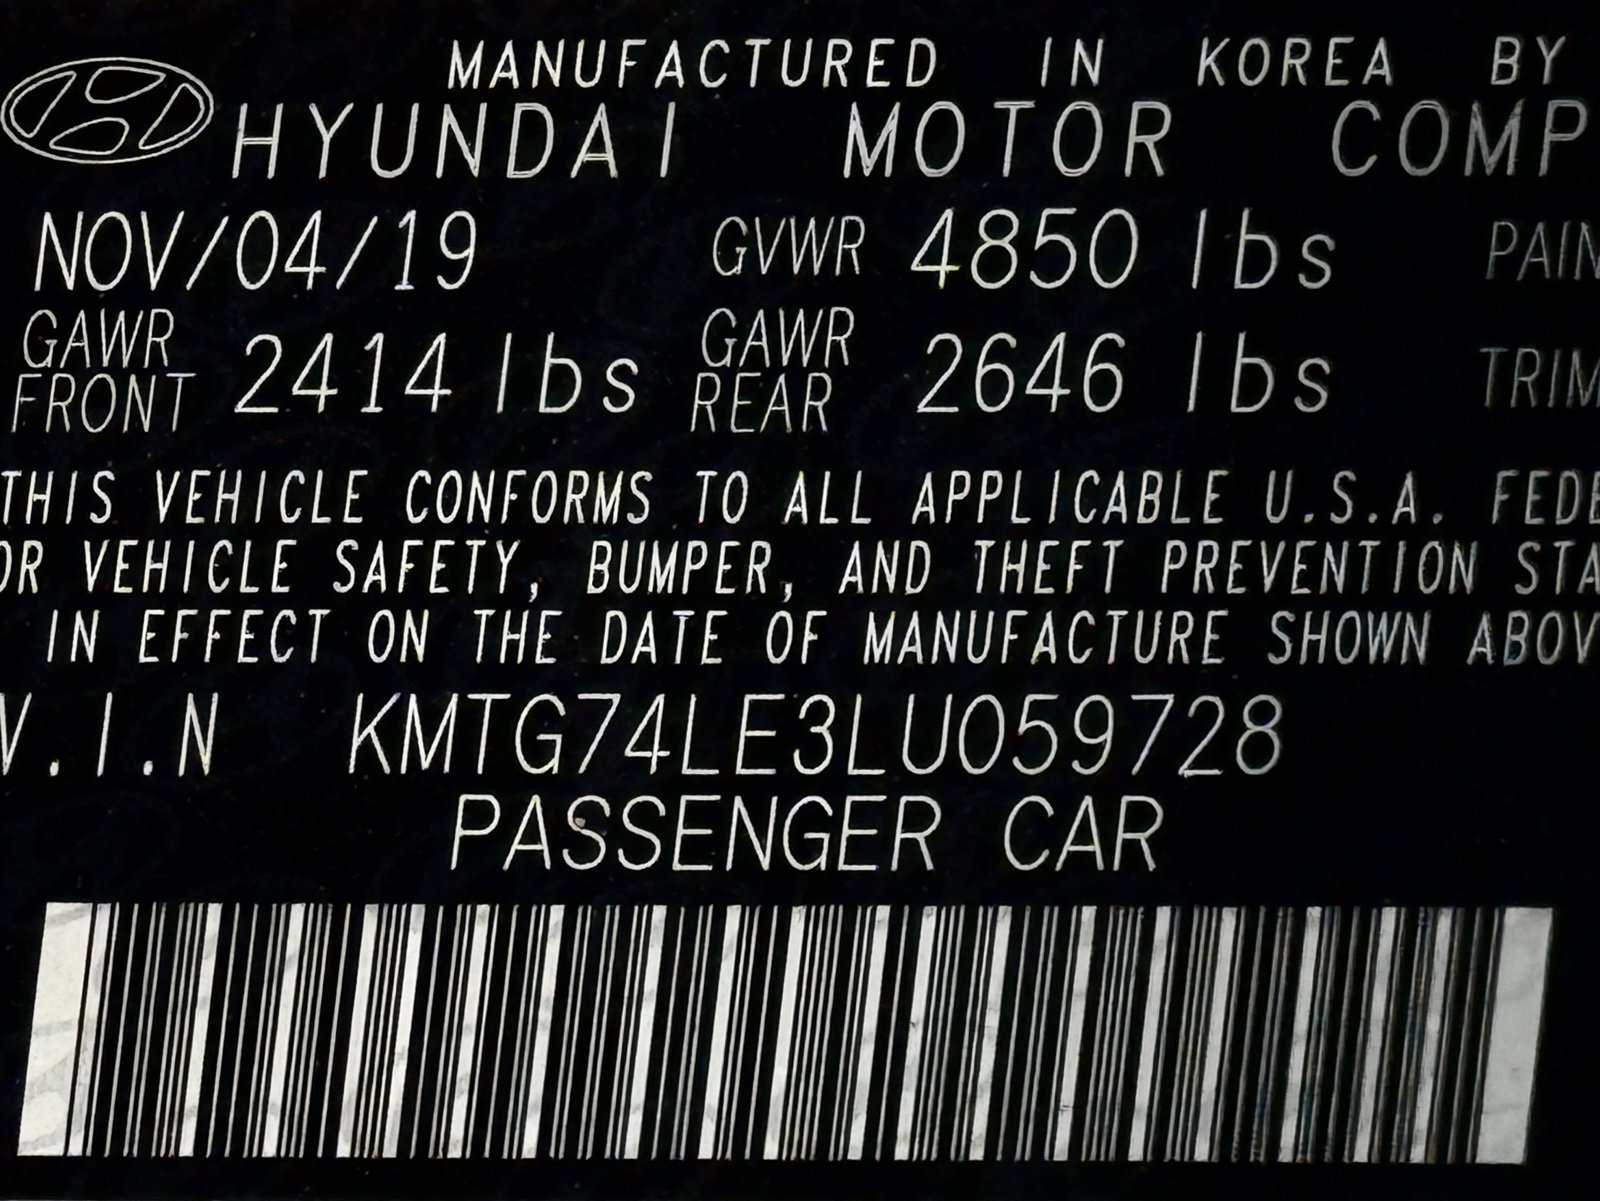 MANUFACTURED IN KOREA BY
HYUNDAI MOTOR COMP
NOV/04/19 GVWR 4850 lbs PAIN
GAWR FRONT 2414 lbs GAWR REAR 2646 lbs TRIM
THIS VEHICLE CONFORMS TO ALL APPLICABLE U.S.A. FEDE
OR VEHICLE SAFETY, BUMPER, AND THEFT PREVENTION STA
IN EFFECT ON THE DATE OF MANUFACTURE SHOWN ABOV
V.I.N KMTG74LE3LU059728
PASSENGER CAR